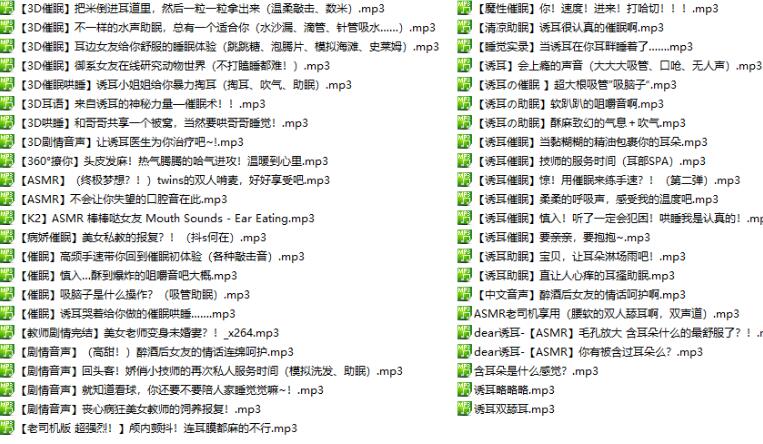 【3D催眠】把米倒进耳道里，然后一粒一粒拿出来（温柔敲击、数米）.mp3
【3D催眠】不一样的水声助眠，总有一个适合你（水沙漏、滴管、针管吸水……）.mp3
【3D催眠】耳边女友给你舒服的睡眠体验（跳跳糖、泡腾片、模拟海滩、史莱姆）.mp3
【3D催眠】御系女友在线研究动物世界（不打瞌睡都难！）.mp3
【3D催眠哄睡】诱耳小姐姐给你暴力掏耳（掏耳、吹气、助眠）.mp3
【3D耳语】来自诱耳的神秘力量—催眠术！！.mp3
【3D哄睡】和哥哥共享一个被窝，当然要哄哥哥睡觉！.mp3
【3D剧情音声】让诱耳医生为你治疗吧~!.mp3
【360°撩你】头皮发麻！热气腾腾的哈气进攻！温暖到心里.mp3
【ASMR】（终极梦想？！）twins的双人啃麦，好好享受吧.mp3
【ASMR】不会让你失望的口腔音在此.mp3
【K2】ASMR 棒棒哒女友 Mouth Sounds - Ear Eating.mp3
【病娇催眠】美女私教的报复？！（抖s何在）.mp3
【催眠】高频手速带你回到催眠初体验（各种敲击音）.mp3
【催眠】慎入...酥到爆炸的咀嚼音吧大概.mp3
【催眠】吸脑子是什么操作？（吸管助眠）.mp3
【催眠】诱耳哭着给你做的催眠哄睡.......mp3
【教师剧情完结】美女老师变身未婚妻？！_x264.mp3
【剧情音声】（高甜！）醉酒后女友的情话连绵呵护.mp3
【剧情音声】回头客！娇俏小技师的再次私人服务时间（模拟洗发、助眠）.mp3
【剧情音声】就知道看球，你还要不要陪人家睡觉觉嘛~！.mp3
【剧情音声】丧心病狂美女教师的饲养报复！.mp3
【老司机版 超强烈！】颅内颤抖！连耳膜都麻的不行.mp3
【魔性催眠】你！速度！进来！打哈切！！！.mp3
【清凉助眠】诱耳很认真的催眠啊.mp3
【睡觉实录】当诱耳在你耳畔睡着了.......mp3
【诱耳】会上瘾的声音（大大大吸管、口呛、无人声）.mp3
【诱耳の催眠 】超大根吸管”吸脑子“.mp3
【诱耳の助眠】软趴趴的咀嚼音啊.mp3
【诱耳の助眠】酥麻致幻的气息＋吹气.mp3
【诱耳催眠】当黏糊糊的精油包裹你的耳朵.mp3
【诱耳催眠】技师的服务时间（耳部SPA）.mp3
【诱耳催眠】惊！用催眠来练手速？！（第二弹）.mp3
【诱耳催眠】柔柔的呼吸声，感受我的温度吧.mp3
【诱耳催眠】慎入！听了一定会犯困！哄睡我是认真的！.mp
【诱耳催眠】要亲亲，要抱抱~.mp3
【诱耳助眠】宝贝，让耳朵淋场雨吧！.mp3
【诱耳助眠】直让人心痒的耳搔助眠.mp3
【中文音声】醉酒后女友的情话呵护啊.mp3
ASMR老司机享用（腰软的双人舔耳啊，双声道）.mp3
dear诱耳-【ASMR】毛孔放大 含耳朵什么的最舒服了？！.
dear诱耳-【ASMR】你有被含过耳朵么？.mp3
含耳朵是什么感觉？.mp3
诱耳略略略.mp3
诱耳双舔耳.mp3